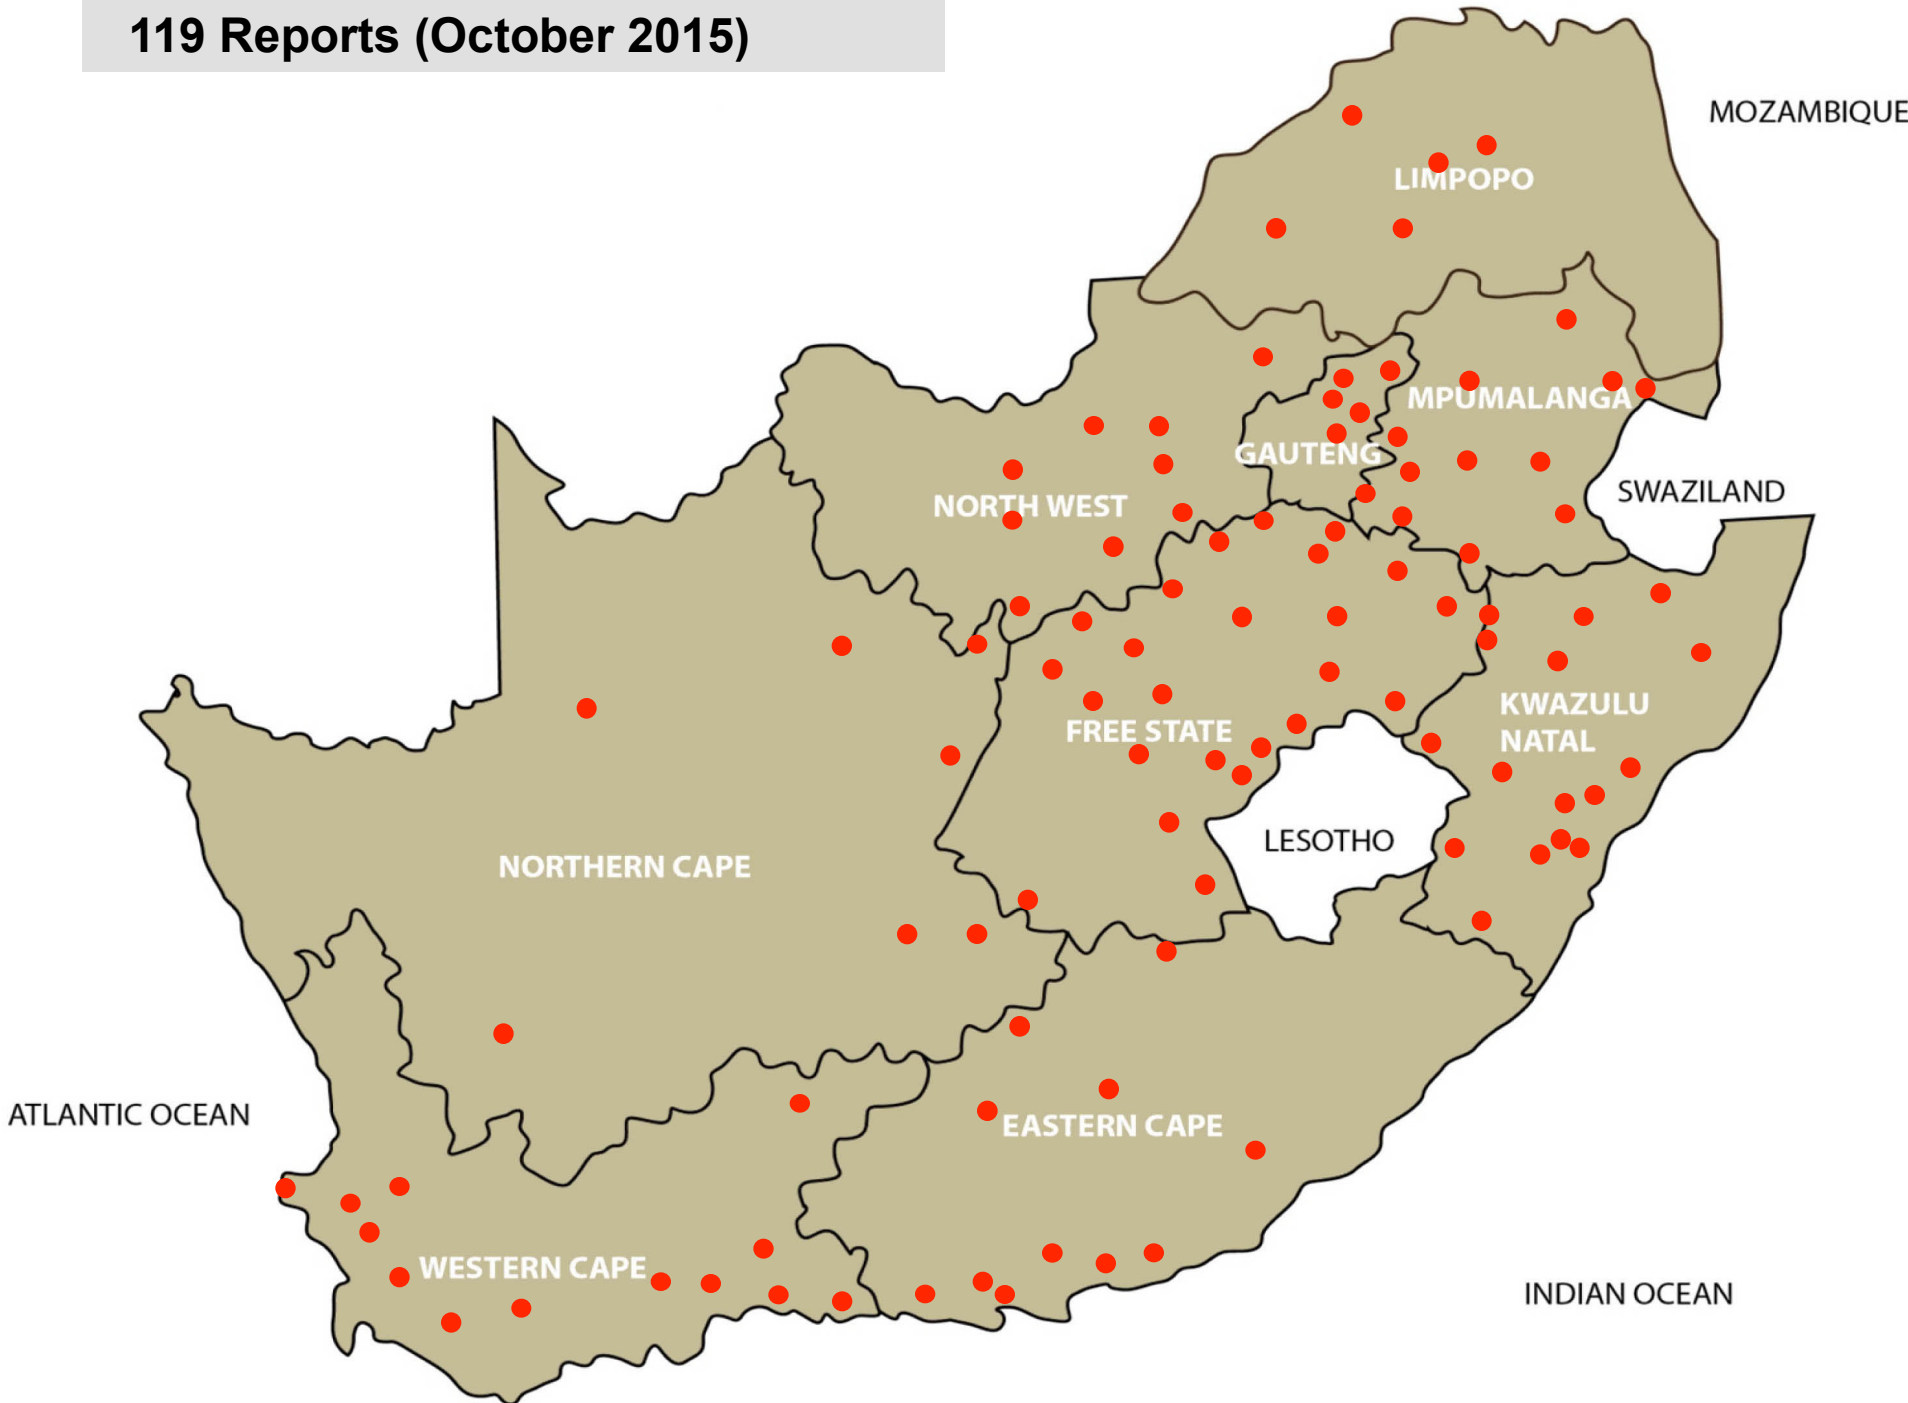 119 Reports (October 2015)
MOZAMBIQUE
LIMPOPO
MPUMALANGA
GAUTENG
SWAZILAND
NORTH WEST
KWAZULU
NATAL
FREE STATE
LESOTHO
NORTHERN CAPE
ATLANTIC OCEAN
EASTERN CAPE
WESTERN CAPE
INDIAN OCEAN